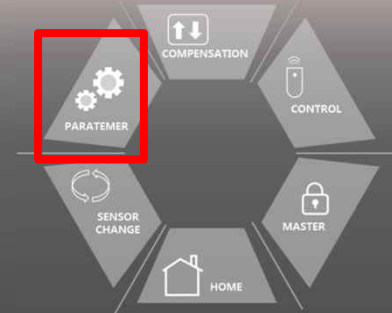 COMPENSATION
CONTROL
PARATEMER
SENSOR
CHANGE
MASTER
HOME